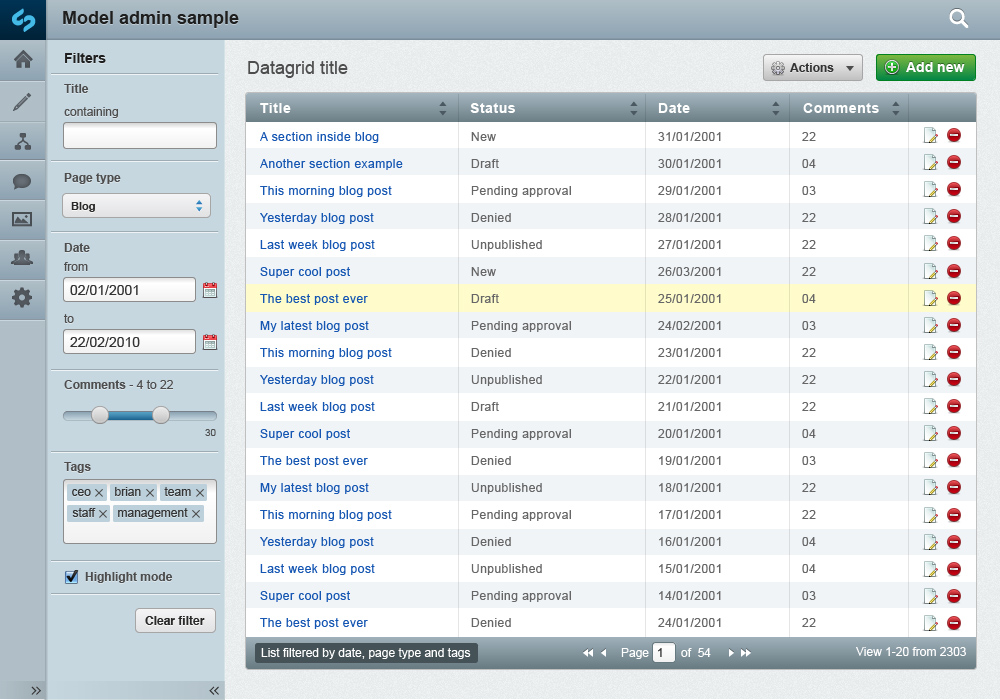 Model admin sample
Filters
Title
containing
Page type
Blog
Date
from
02/01/2001
to
22/02/2010
Comments - 4 to 22
30
Tags
ceo brian team
staff management
Highlight mode
Clear filter
Datagrid title
Actions
Add new
Title Status Date Comments
A section inside blog New 31/01/2001 22
Another section example Draft 30/01/2001 04
This morning blog post Pending approval 29/01/2001 03
Yesterday blog post Denied 28/01/2001 22
Last week blog post Unpublished 27/01/2001 22
Super cool post New 26/03/2001 22
The best post ever Draft 25/01/2001 04
My latest blog post Pending approval 24/02/2001 03
This morning blog post Denied 23/01/2001 22
Yesterday blog post Unpublished 22/01/2001 22
Last week blog post Draft 21/01/2001 22
Super cool post Pending approval 20/01/2001 04
The best post ever Denied 19/01/2001 03
My latest blog post Unpublished 18/01/2001 22
This morning blog post Pending approval 17/01/2001 22
Yesterday blog post Denied 16/01/2001 04
Last week blog post Unpublished 15/01/2001 04
Super cool post Pending approval 14/01/2001 03
The best post ever Denied 24/01/2001 22
List filtered by date, page type and tags Page 1 of 54 View 1-20 from 2303